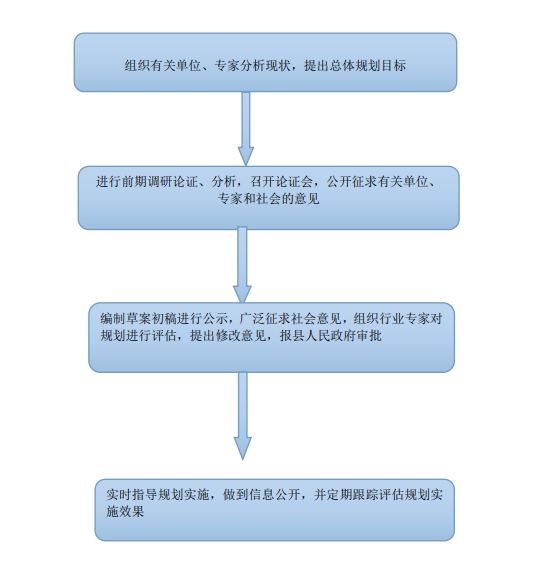 组织有关单位、专家分析现状，提出总体规划目标
进行前期调研论证、分析，召开论证会，公开征求有关单位、
专家和社会的意见
编制草案初稿进行公示，广泛征求社会意见，组织行业专家对
规划进行评估，提出修改意见，报县人民政府审批
实时指导规划实施，做到信息公开，并定期跟踪评估规划实
施效果